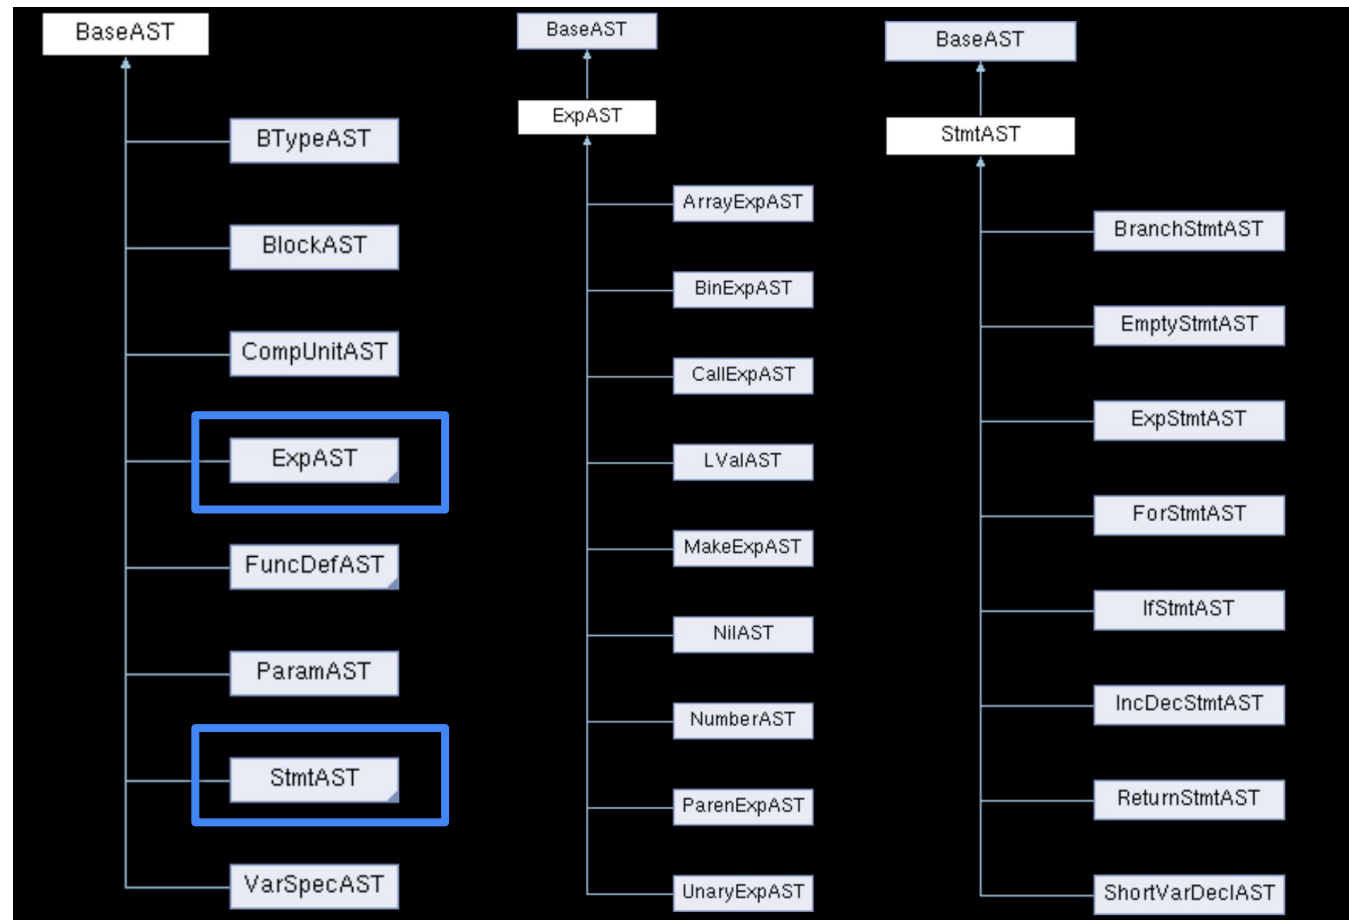 BaseAST
BTypeAST
BlockAST
CompUnitAST
ExpAST
FuncDefAST
ParamAST
StmtAST
VarSpecAST
BaseAST
ExpAST
ArrayExpAST
BinExpAST
CallExpAST
LValAST
MakeExpAST
NilAST
NumberAST
ParenExpAST
UnaryExpAST
BaseAST
StmtAST
BranchStmtAST
EmptyStmtAST
ExpStmtAST
ForStmtAST
IfStmtAST
IncDecStmtAST
ReturnStmtAST
ShortVarDeclAST